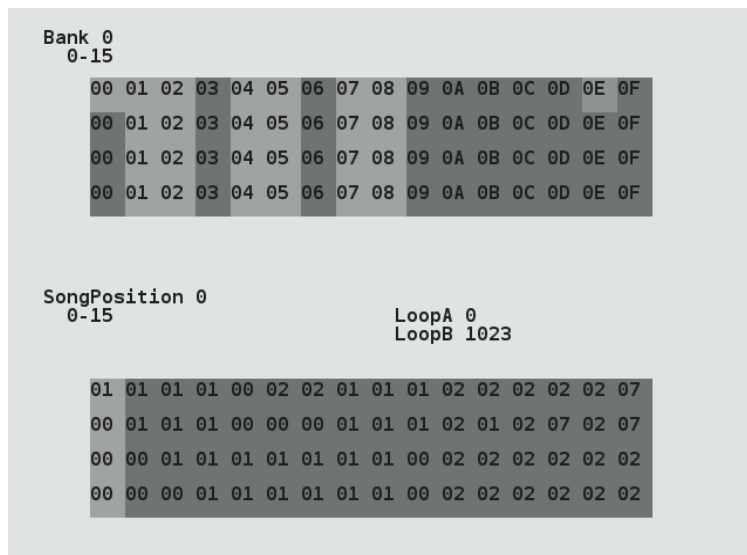 Bank 0
0-15
00 01 02 03 04 05 06 07 08 09 0A 0B 0C 0D 0E 0F
00 01 02 03 04 05 06 07 08 09 0A 0B 0C 0D 0E 0F
00 01 02 03 04 05 06 07 08 09 0A 0B 0C 0D 0E 0F
00 01 02 03 04 05 06 07 08 09 0A 0B 0C 0D 0E 0F
SongPosition 0
0-15
LoopA 0
LoopB 1023
01 01 01 01 00 02 02 01 01 01 02 02 02 02 02 07
00 01 01 01 00 00 00 01 01 01 02 01 02 07 02 07
00 00 01 01 01 01 01 01 01 00 02 02 02 02 02 02
00 00 00 01 01 01 01 01 01 00 02 02 02 02 02 02